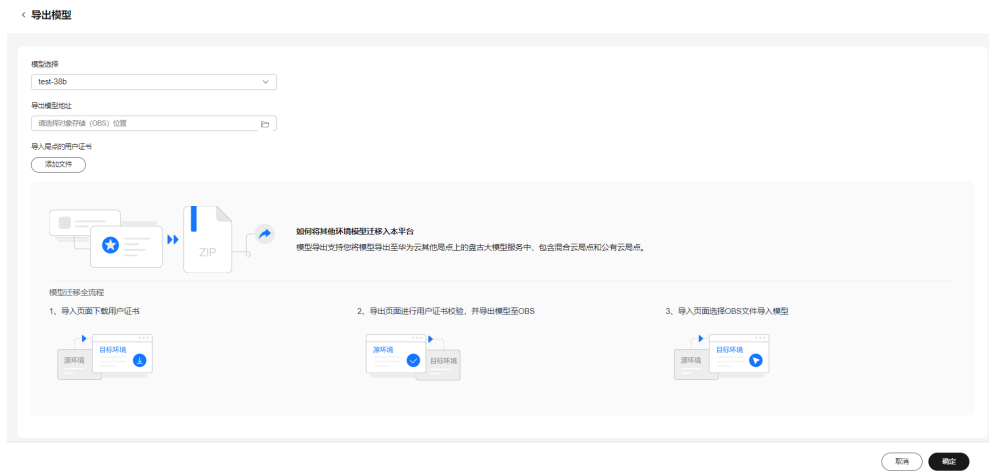 导出模型
模型选择
test-38b
导出模型地址
请选择对象存储（OBS）位置
导入局点的用户证书
添加文件
ZIP
如何将其他环境模型迁移入本平台
模型导出支持您将模型导出至华为云其他局点上的盘古大模型服务中，包含混合云局点和公有云局点。
模型迁移全流程
1、导入页面下载用户证书
2、导出页面进行用户证书校验，并导出模型至OBS
3、导入页面选择OBS文件导入模型
源环境
目标环境
源环境
目标环境
源环境
目标环境
取消
确定